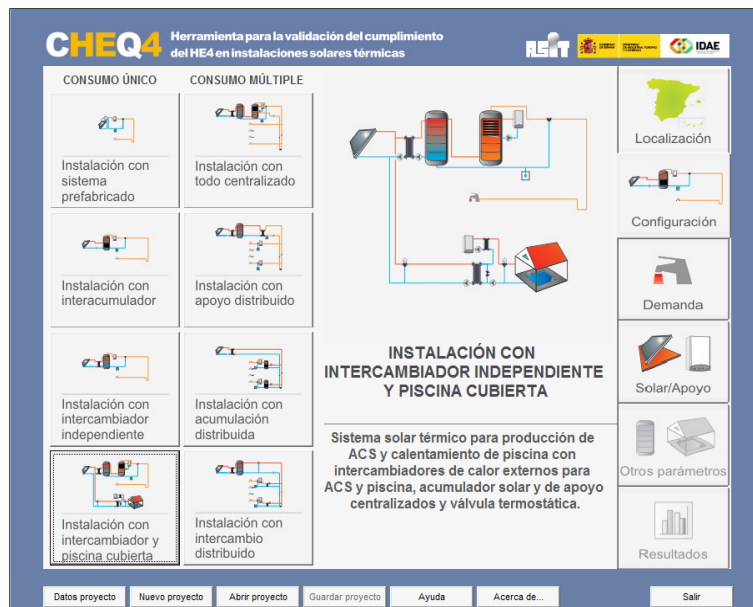 CHEQ4
Herramienta para la validación del cumplimiento
del HE4 en instalaciones solares térmicas
ASIT
IDAE
CONSUMO ÚNICO
CONSUMO MÚLTIPLE
Instalación con
sistema
prefabricado
Instalación con
todo centralizado
Instalación con
interacumulador
Instalación con
apoyo distribuido
Instalación con
intercambiador
independiente
Instalación con
acumulación
distribuida
Instalación con
intercambiador y
piscina cubierta
Instalación con
intercambio
distribuido
INSTALACIÓN CON
INTERCAMBIADOR INDEPENDIENTE
Y PISCINA CUBIERTA
Sistema solar térmico para producción de
ACS y calentamiento de piscina con
intercambiadores de calor externos para
ACS y piscina, acumulador solar y de apoyo
centralizados y válvula termostática.
Localización
Configuración
Demanda
Solar/Apoyo
Otros parámetros
Resultados
Datos proyecto
Nuevo proyecto
Abrir proyecto
Guardar proyecto
Ayuda
Acerca de...
Salir